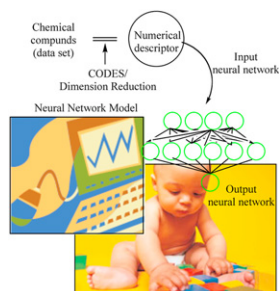 Chemical
compunds
(data set)
Numerical
descriptor
CODES/
Dimension Reduction
Input
neural network
Neural Network Model
Output
neural network